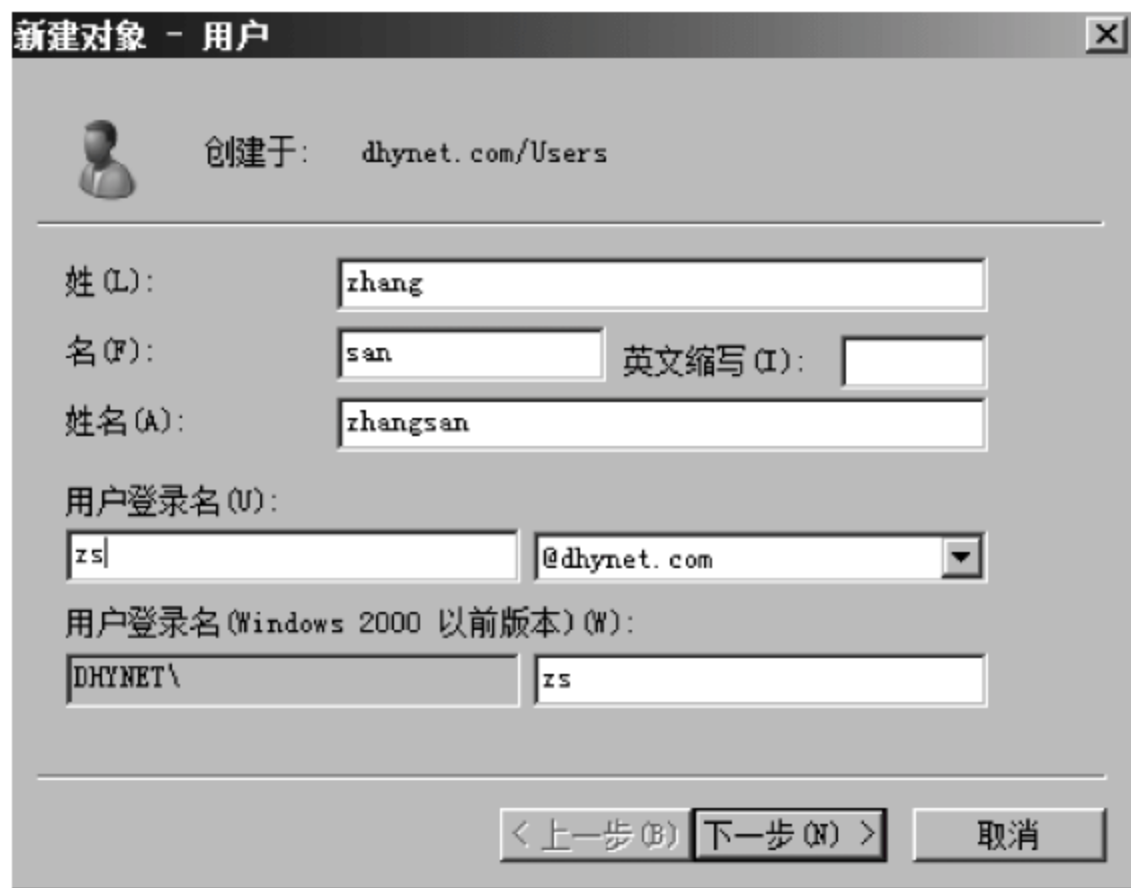 新建对象 - 用户
创建于: dhynet.com/Users
姓(L): zhang
名(F): san 英文缩写(I):
姓名(A): zhangsan
用户登录名(U):
zs @dhynet.com
用户登录名(Windows 2000 以前版本)(W):
DHYNET\ zs
< 上一步(B) 下一步(N) > 取消